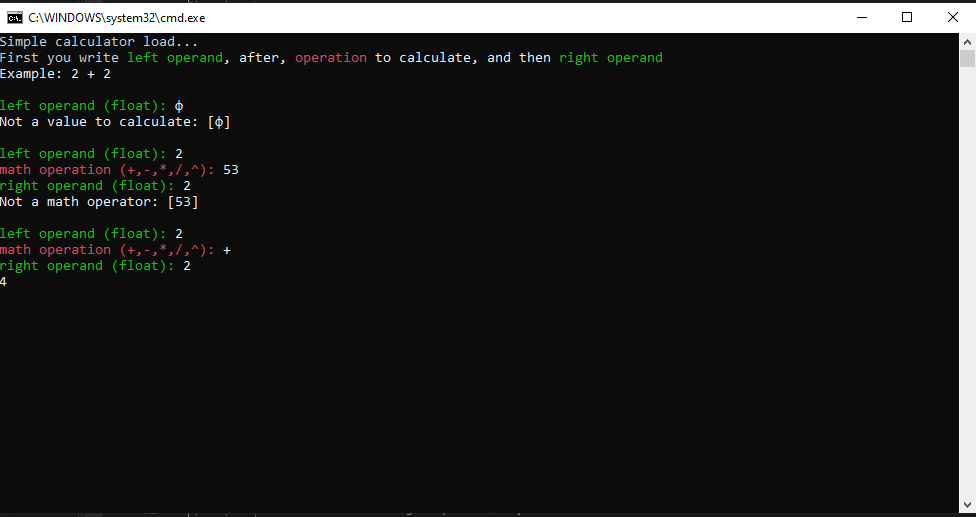 C:\WINDOWS\system32\cmd.exe
Simple calculator load...
First you write left operand, after, operation to calculate, and then right operand
Example: 2 + 2
left operand (float): ф
Not a value to calculate: [ф]
left operand (float): 2
math operation (+,-,*,/,^): 53
right operand (float): 2
Not a math operator: [53]
left operand (float): 2
math operation (+,-,*,/,^): +
right operand (float): 2
4